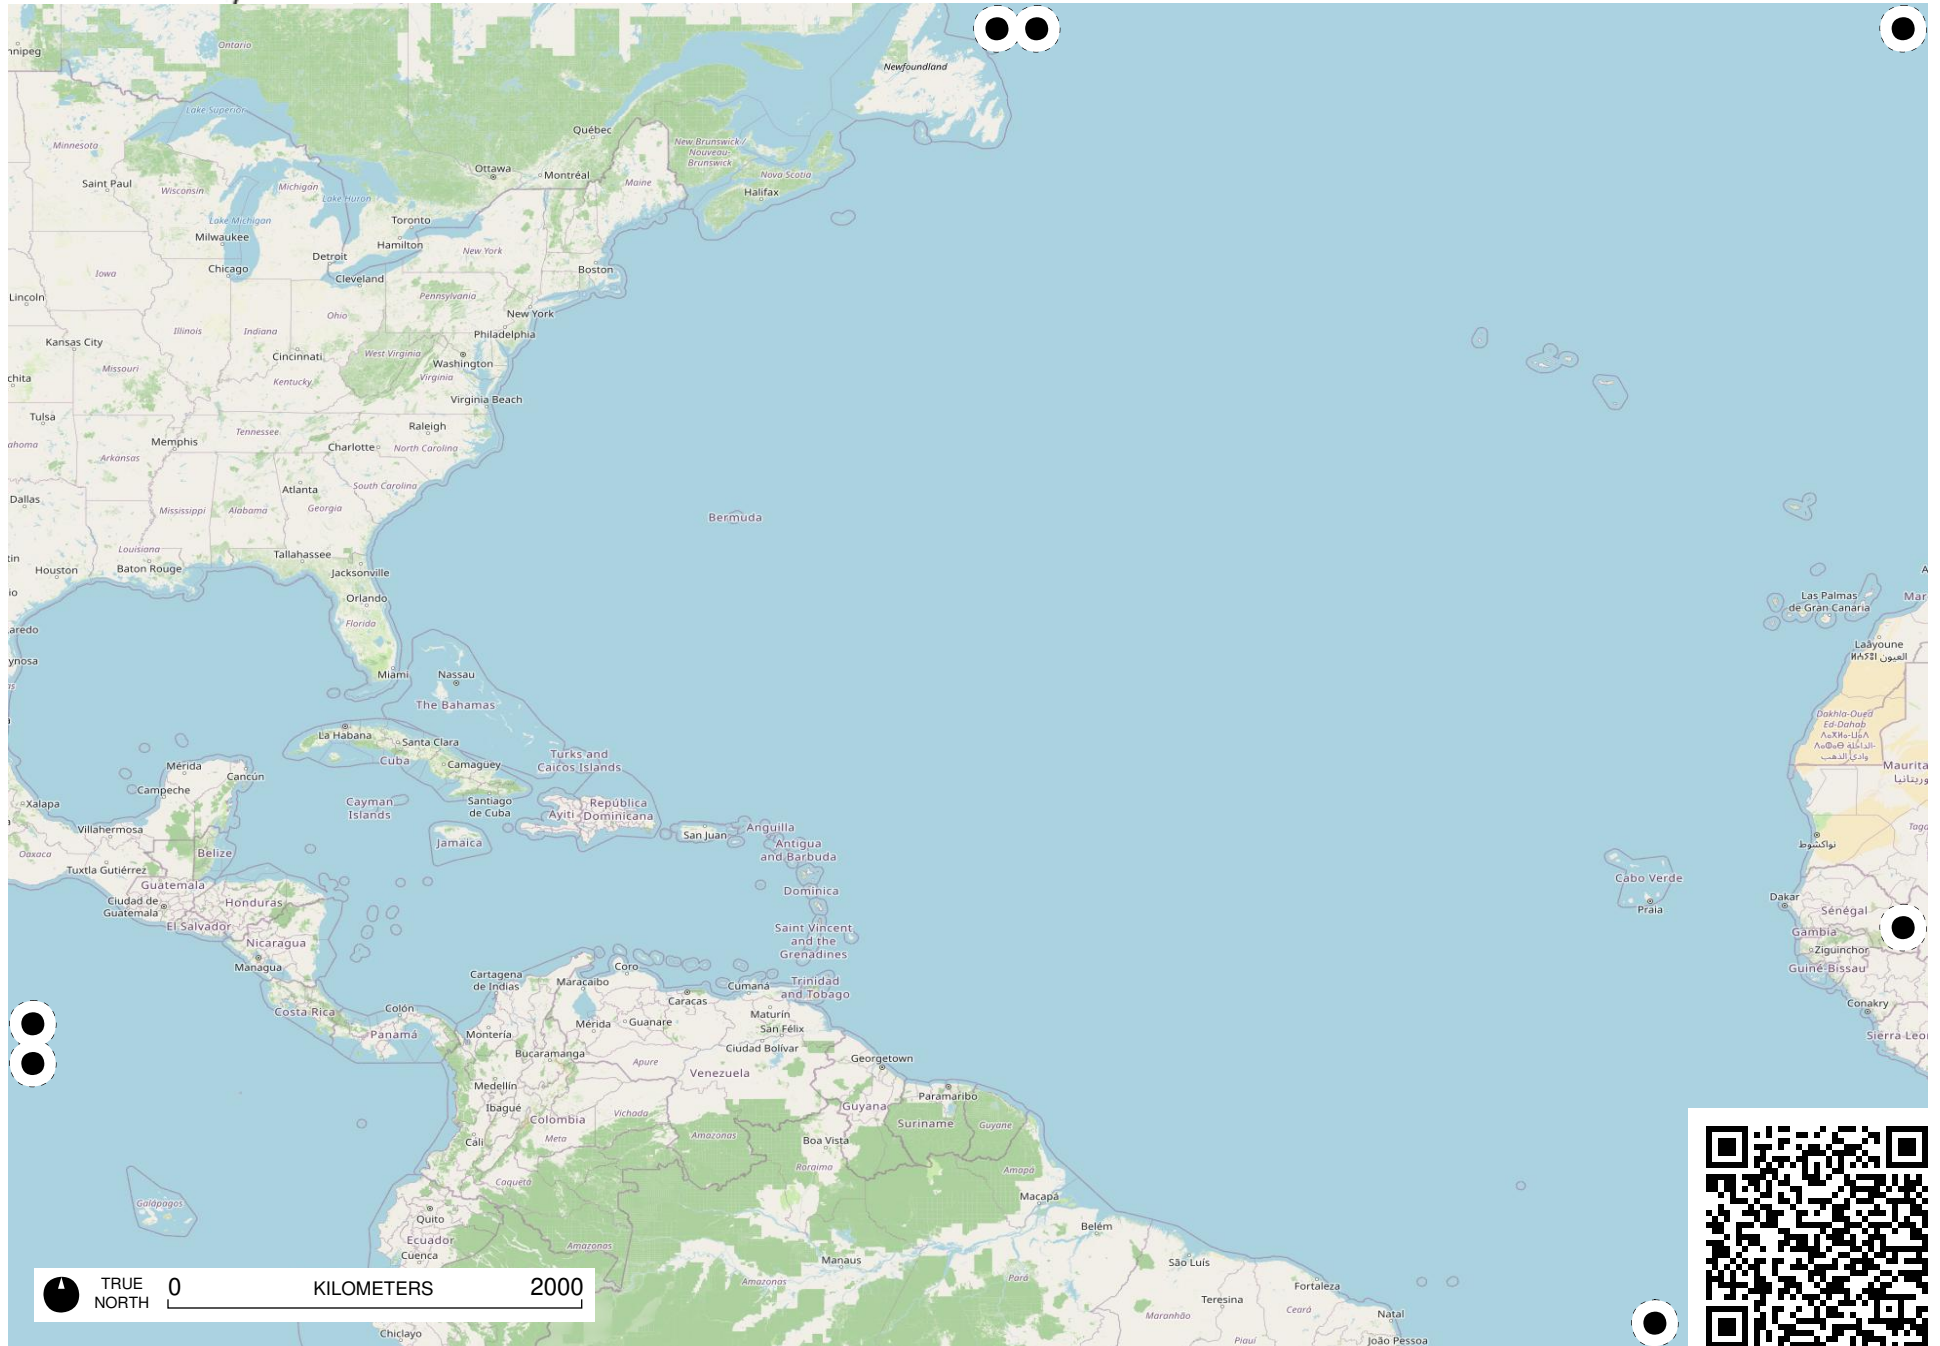 Ontario
Newfoundland
Lake Superior
Québec
Minnesota
New Brunswick /
Nouveau-
Brunswick
Ottawa
Montréal
Nova Scotia
Saint Paul
Wisconsin
Michigan
Maine
Halifax
Lake Huron
Lake Michigan
Toronto
Milwaukee
Hamilton
New York
Detroit
Chicago
Boston
Iowa
Cleveland
Lincoln
Pennsylvania
New York
Ohio
Illinois
Indiana
Philadelphia
Kansas City
Cincinnati
West Virginia
Washington
Missouri
Virginia
Kentucky
chita
Virginia Beach
Tulsa
Raleigh
Tennessee
Memphis
Charlotte
North Carolina
ahoma
Arkansas
South Carolina
Atlanta
Dallas
Mississippi
Alabama
Georgia
Bermuda
Louisiana
Tallahassee
tin
Houston
Baton Rouge
Jacksonville
Orlando
Las Palmas
de Gran Canaria
Mar
Florida
aredo
Laâyoune
ⵍⵄⵢⵓⵏ العيون
ynosa
Miami
Nassau
The Bahamas
Dakhla-Oued
Ed-Dahab
الداخلة-
وادي الذهب
La Habana
Santa Clara
Turks and
Caicos Islands
Cuba
Camaguey
Mérida
Cancún
Maurita
موريتانيا
Campeche
Cayman
Islands
Santiago
de Cuba
República
Dominicana
Ayiti
Xalapa
Villahermosa
Jamaica
San Juan
Anguilla
Antigua
and Barbuda
Taga
نواكشوط
Oaxaca
Belize
Tuxtla Gutiérrez
Guatemala
Cabo Verde
Dominica
Ciudad de
Guatemala
Honduras
Dakar
Praia
Sénégal
El Salvador
Saint Vincent
and the
Grenadines
Gambia
Nicaragua
Ziguinchor
Managua
Coro
Guiné-Bissau
Cartagena
de Indias
Maracaibo
Cumaná
Trinidad
and Tobago
Caracas
Conakry
Costa Rica
Colón
Maturín
Panamá
Montería
Mérida
Guanare
San Félix
Sierra Leo
Bucaramanga
Ciudad Bolívar
Apure
Georgetown
Venezuela
Medellín
Paramaribo
Ibagué
Guyana
Colombia
Vichada
Suriname
Guyane
Cali
Meta
Amazonas
Boa Vista
Roraima
Amapá
Caquetá
Galápagos
Macapá
Quito
Belém
Ecuador
Amazonas
Cuenca
Manaus
São Luís
Amazonas
Pará
Fortaleza
TRUE
NORTH
0 KILOMETERS 2000
Teresina
Ceará
Maranhão
Natal
Chiclayo
Piauí
João Pessoa